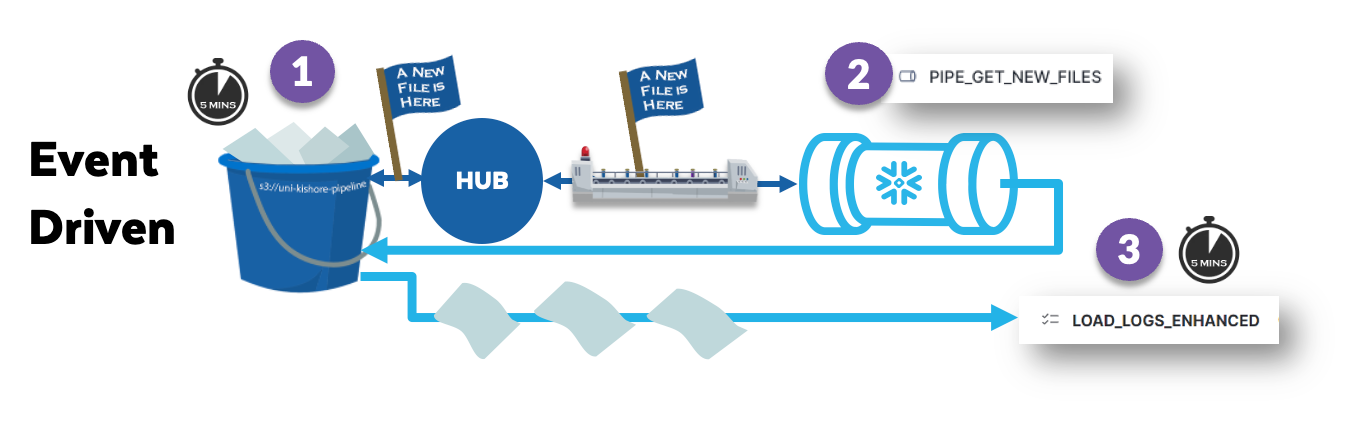 Event
Driven
5 MINS
1
s3://uni-kishore-pipeline
A NEW
FILE IS
HERE
HUB
A NEW
FILE IS
HERE
2
PIPE_GET_NEW_FILES
3
5 MINS
LOAD_LOGS_ENHANCED